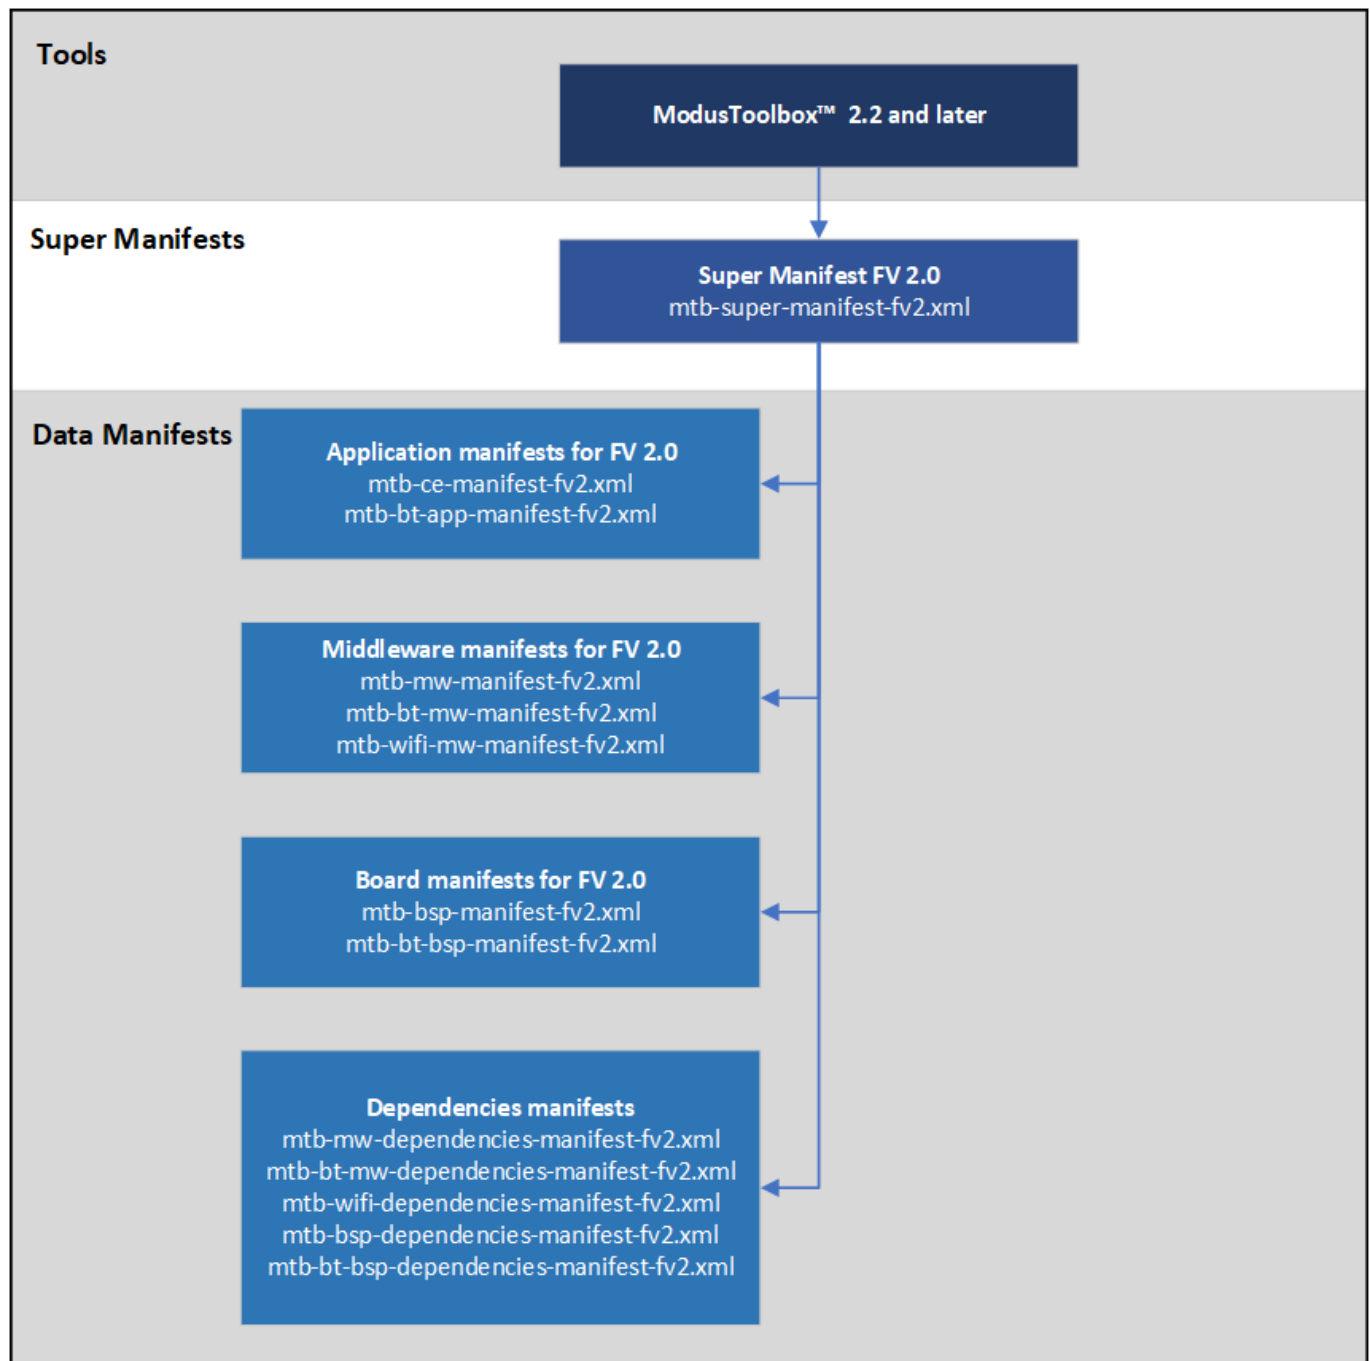 Tools
ModusToolbox™ 2.2 and later
Super Manifests
Super Manifest FV 2.0
mtb-super-manifest-fv2.xml
Data Manifests
Application manifests for FV 2.0
mtb-ce-manifest-fv2.xml
mtb-bt-app-manifest-fv2.xml
Middleware manifests for FV 2.0
mtb-mw-manifest-fv2.xml
mtb-bt-mw-manifest-fv2.xml
mtb-wifi-mw-manifest-fv2.xml
Board manifests for FV 2.0
mtb-bsp-manifest-fv2.xml
mtb-bt-bsp-manifest-fv2.xml
Dependencies manifests
mtb-mw-dependencies-manifest-fv2.xml
mtb-bt-mw-dependencies-manifest-fv2.xml
mtb-wifi-dependencies-manifest-fv2.xml
mtb-bsp-dependencies-manifest-fv2.xml
mtb-bt-bsp-dependencies-manifest-fv2.xml